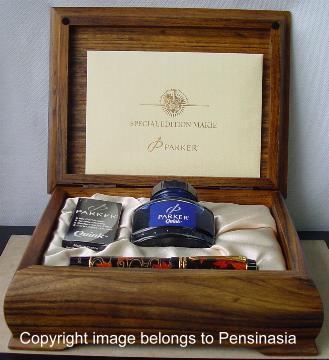 SPECIAL EDITION MAKIE
PARKER
PARKER
Quink
PARKER
Quink
Copyright image belongs to Pensinasia